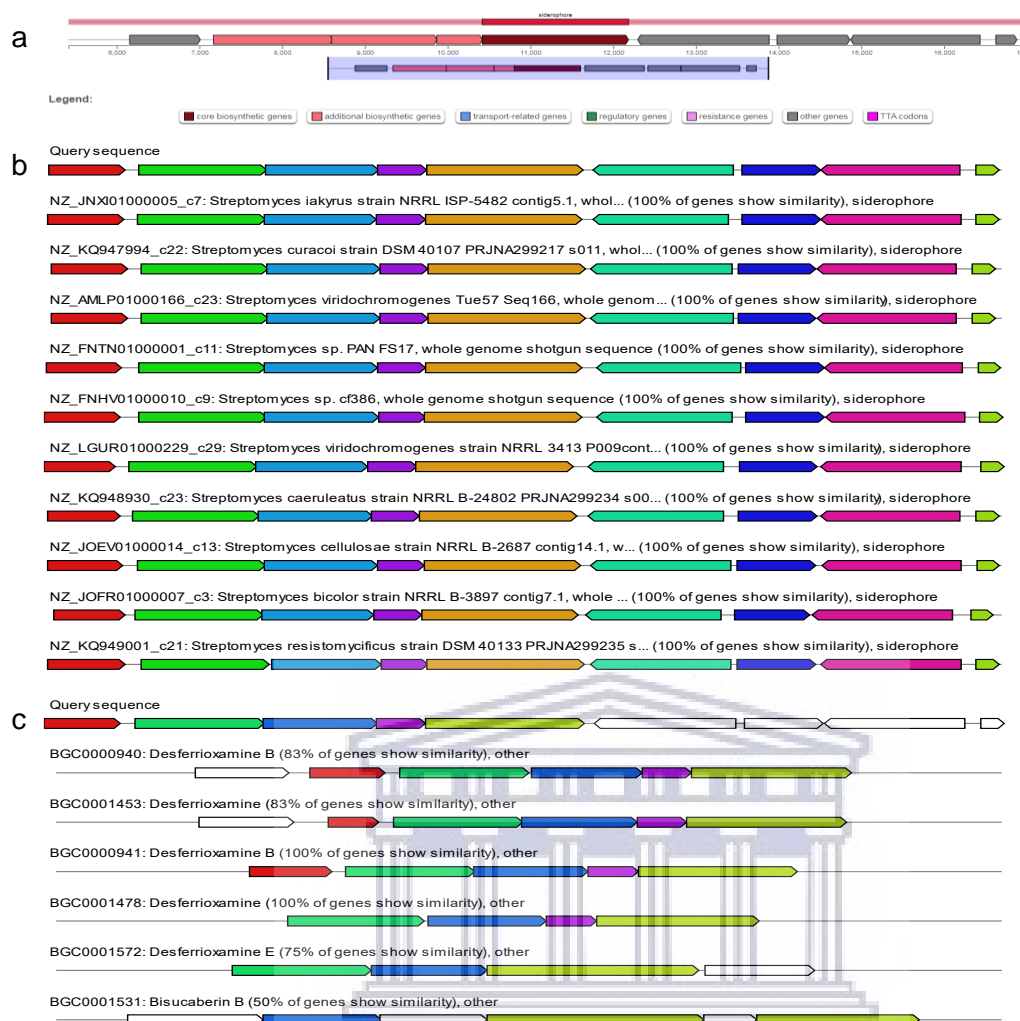 siderophore
a
6,000 7,000 8,000 9,000 10,000 11,000 12,000 13,000 14,000 15,000 16,000
Legend:
core biosynthetic genes additional biosynthetic genes transport-related genes regulatory genes resistance genes other genes TTA codons
b
Query sequence
NZ_JNXI01000005_c7: Streptomyces iakyrus strain NRRL ISP-5482 contig5.1, whol... (100% of genes show similarity), siderophore
NZ_KQ947994_c22: Streptomyces curacoi strain DSM 40107 PRJNA299217 s011, whol... (100% of genes show similarity), siderophore
NZ_AMLP01000166_c23: Streptomyces viridochromogenes Tue57 Seq166, whole genom... (100% of genes show similarity), siderophore
NZ_FNTN01000001_c11: Streptomyces sp. PAN FS17, whole genome shotgun sequence (100% of genes show similarity), siderophore
NZ_FNHV01000010_c9: Streptomyces sp. cf386, whole genome shotgun sequence (100% of genes show similarity), siderophore
NZ_LGUR01000229_c29: Streptomyces viridochromogenes strain NRRL 3413 P009cont... (100% of genes show similarity), siderophore
NZ_KQ948930_c23: Streptomyces caeruleatus strain NRRL B-24802 PRJNA299234 s00... (100% of genes show similarity), siderophore
NZ_JOEV01000014_c13: Streptomyces cellulosae strain NRRL B-2687 contig14.1, w... (100% of genes show similarity), siderophore
NZ_JOFR01000007_c3: Streptomyces bicolor strain NRRL B-3897 contig7.1, whole ... (100% of genes show similarity), siderophore
NZ_KQ949001_c21: Streptomyces resistomycificus strain DSM 40133 PRJNA299235 s... (100% of genes show similarity), siderophore
c
Query sequence
BGC0000940: Desferrioxamine B (83% of genes show similarity), other
BGC0001453: Desferrioxamine (83% of genes show similarity), other
BGC0000941: Desferrioxamine B (100% of genes show similarity), other
BGC0001478: Desferrioxamine (100% of genes show similarity), other
BGC0001572: Desferrioxamine E (75% of genes show similarity), other
BGC0001531: Bisucaberin B (50% of genes show similarity), other